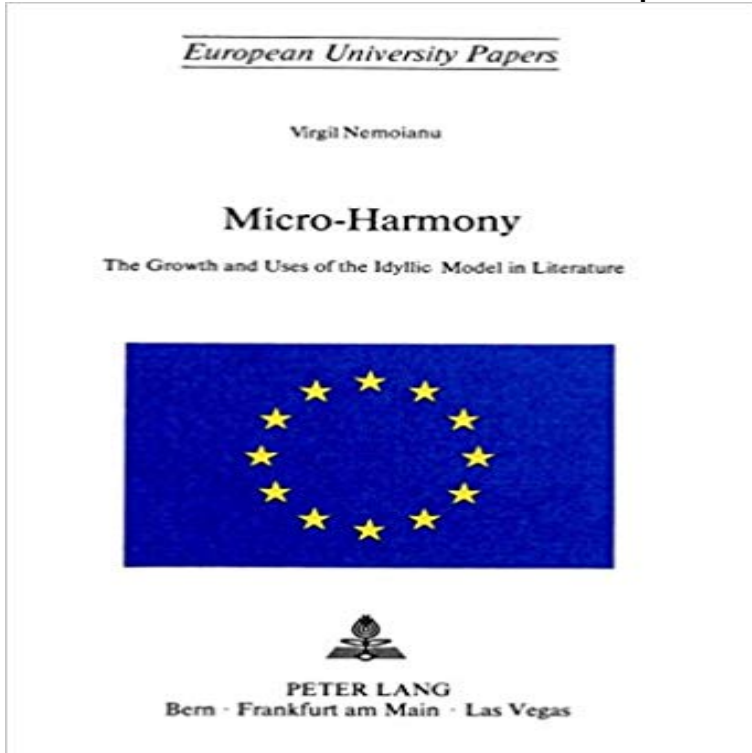 European University Papers
Virgil Nemoianu
Micro-Harmony
The Growth and Uses of the Idyllic Model in Literature
PETER LANG
Bern · Frankfurt am Main · Las Vegas